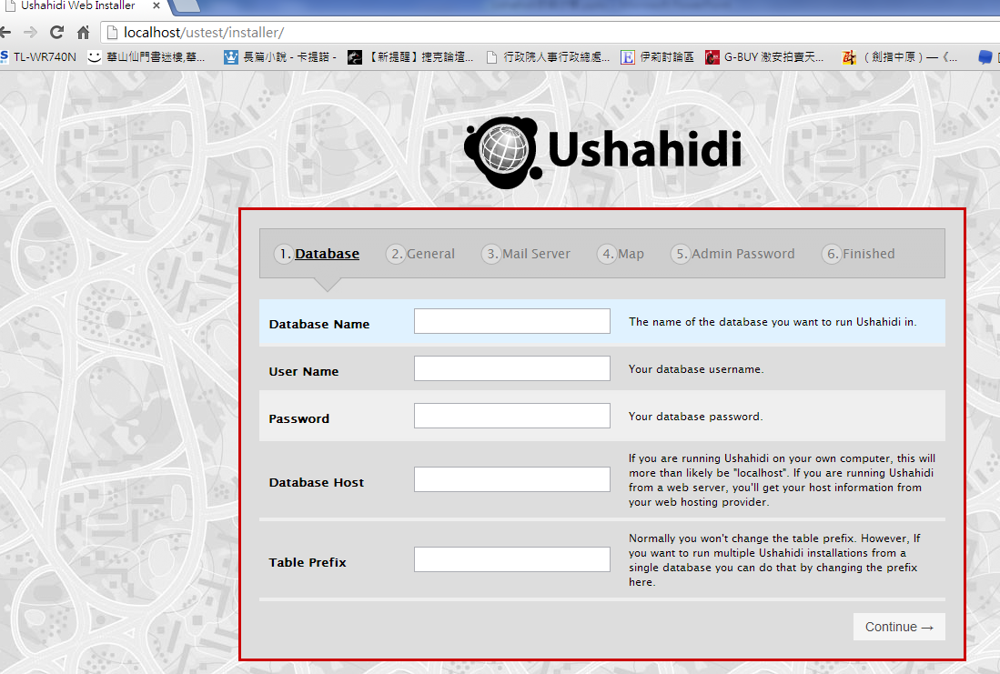 Ushahidi Web Installer
localhost/ustest/installer/
TL-WR740N 華山仙門書迷樓,華... 長篇小說 - 卡提諾 - 【新提醒】捷克論壇... 行政院人事行政總處... 伊莉討論區 G-BUY 激安拍賣天... （劍指中原）—《...
Ushahidi
1. Database 2. General 3. Mail Server 4. Map 5. Admin Password 6. Finished
Database Name
The name of the database you want to run Ushahidi in.
User Name
Your database username.
Password
Your database password.
Database Host
If you are running Ushahidi on your own computer, this will
more than likely be "localhost". If you are running Ushahidi
from a web server, you'll get your host information from
your web hosting provider.
Table Prefix
Normally you won't change the table prefix. However, If
you want to run multiple Ushahidi installations from a
single database you can do that by changing the prefix
here.
Continue →